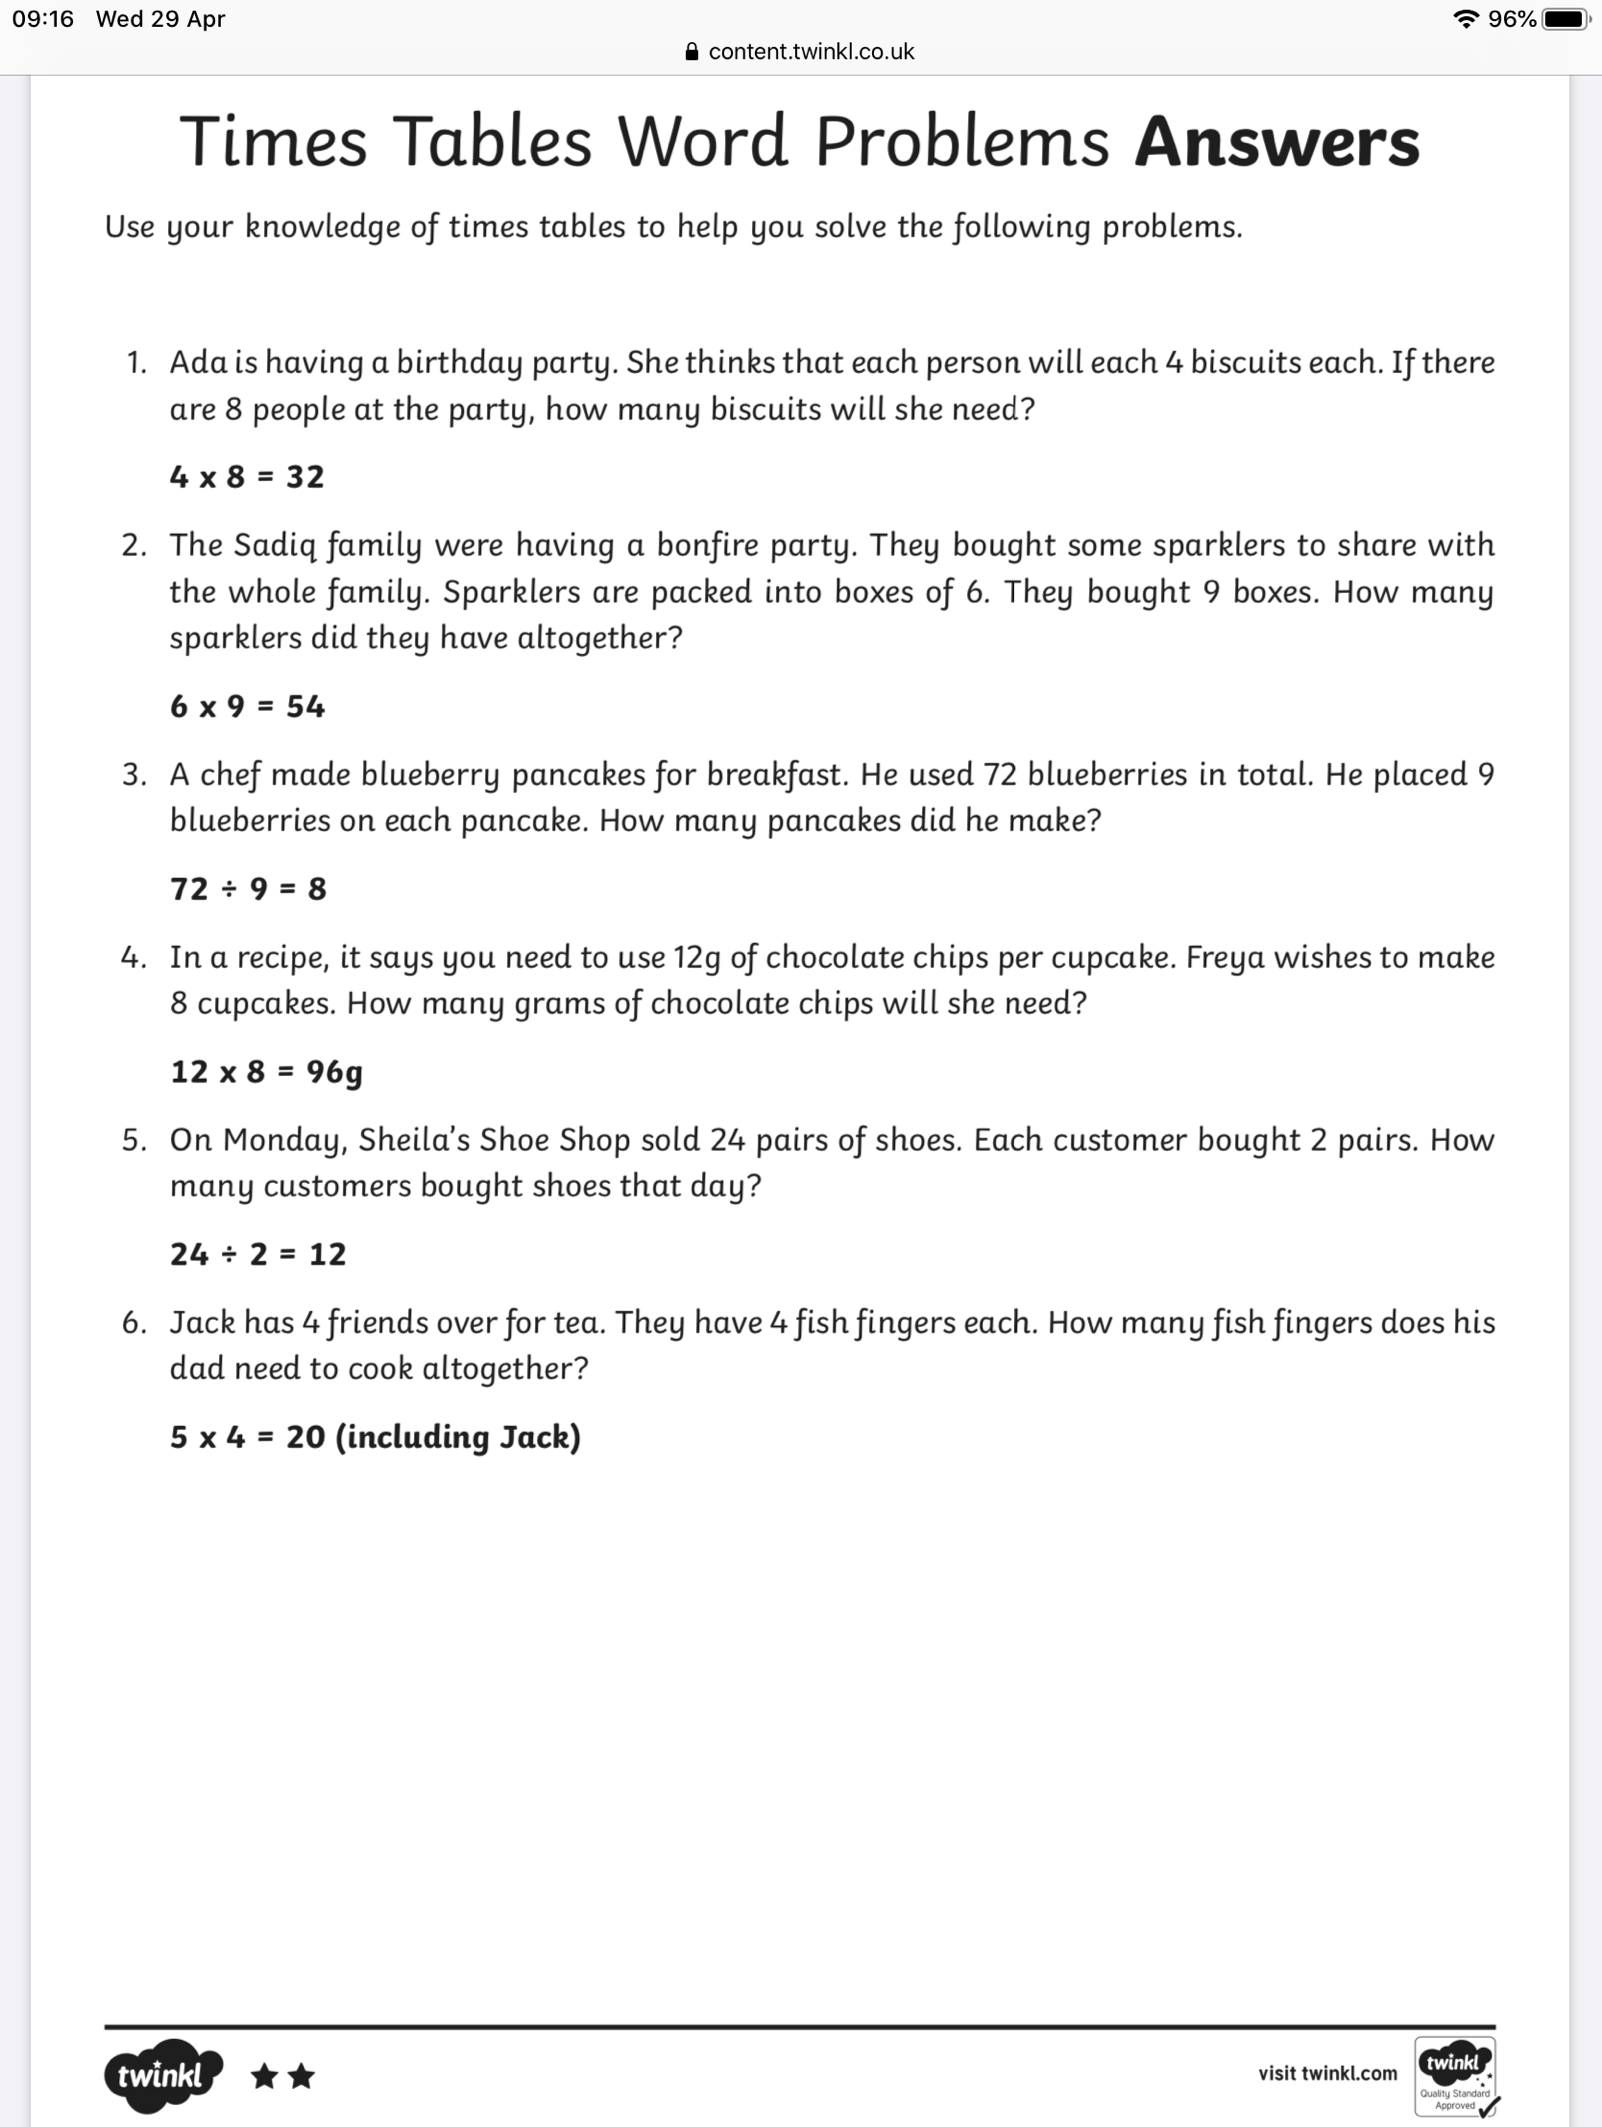 09:16 Wed 29 Apr
96%
content.twinkl.co.uk
Times Tables Word Problems Answers
Use your knowledge of times tables to help you solve the following problems.
1. Ada is having a birthday party. She thinks that each person will each 4 biscuits each. If there
are 8 people at the party, how many biscuits will she need?
4 x 8 = 32
2. The Sadiq family were having a bonfire party. They bought some sparklers to share with
the whole family. Sparklers are packed into boxes of 6. They bought 9 boxes. How many
sparklers did they have altogether?
6 x 9 = 54
3. A chef made blueberry pancakes for breakfast. He used 72 blueberries in total. He placed 9
blueberries on each pancake. How many pancakes did he make?
72 ÷ 9 = 8
4. In a recipe, it says you need to use 12g of chocolate chips per cupcake. Freya wishes to make
8 cupcakes. How many grams of chocolate chips will she need?
12 x 8 = 96g
5. On Monday, Sheila’s Shoe Shop sold 24 pairs of shoes. Each customer bought 2 pairs. How
many customers bought shoes that day?
24 ÷ 2 = 12
6. Jack has 4 friends over for tea. They have 4 fish fingers each. How many fish fingers does his
dad need to cook altogether?
5 x 4 = 20 (including Jack)
twinkl
visit twinkl.com
twinkl
Quality Standard
Approved